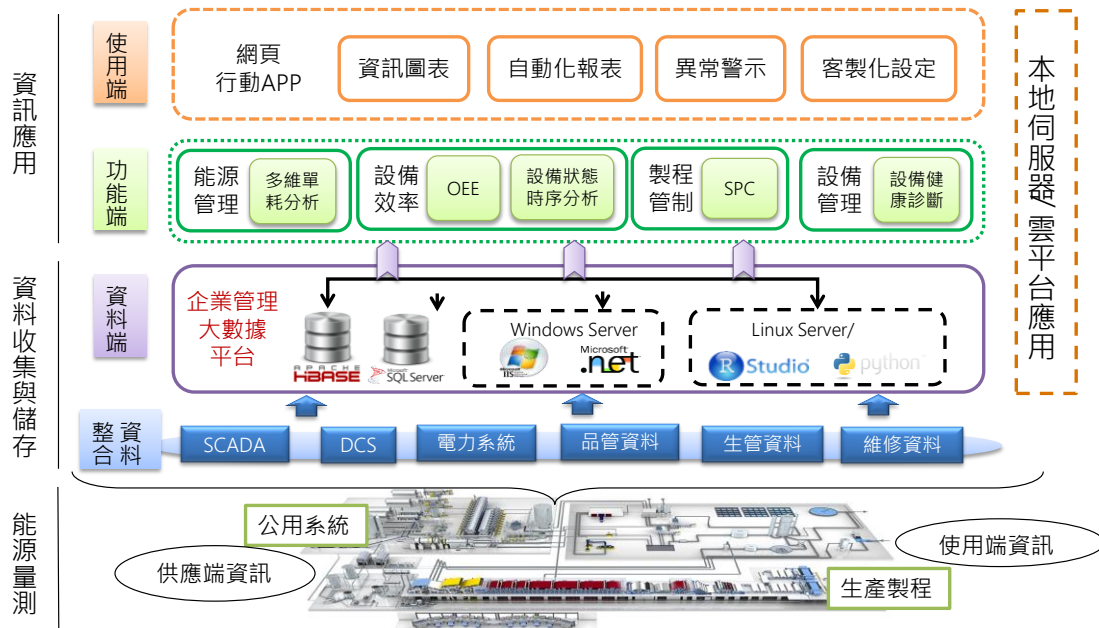 資訊應用
使用端
網頁
行動APP
資訊圖表
自動化報表
異常警示
客製化設定
本地伺服器/雲平台應用
功能端
能源
管理
多維單
耗分析
設備
效率
OEE
設備狀態
時序分析
製程
管制
SPC
設備
管理
設備健
康診斷
資料收集與儲存
資料端
企業管理
大數據
平台
APACHE
HBASE
Microsoft
SQL Server
Windows Server
Microsoft
IIS
Microsoft
.net
Linux Server/
R Studio
python
資料
整合
SCADA
DCS
電力系統
品管資料
生管資料
維修資料
能源量測
公用系統
供應端資訊
使用端資訊
生產製程